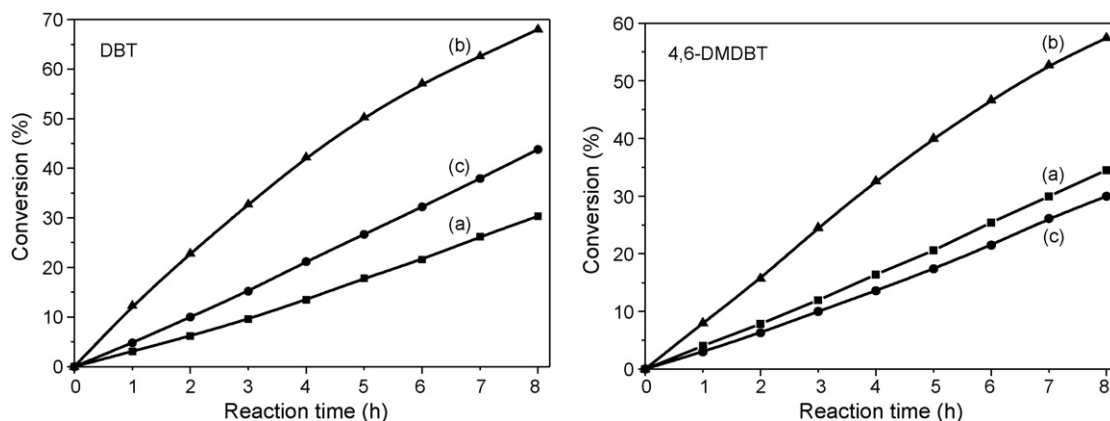 DBT
(b)
(c)
(a)
Conversion (%)
70
60
50
40
30
20
10
0
0 1 2 3 4 5 6 7 8
Reaction time (h)
4,6-DMDBT
(b)
(a)
(c)
Conversion (%)
60
50
40
30
20
10
0
0 1 2 3 4 5 6 7 8
Reaction time (h)